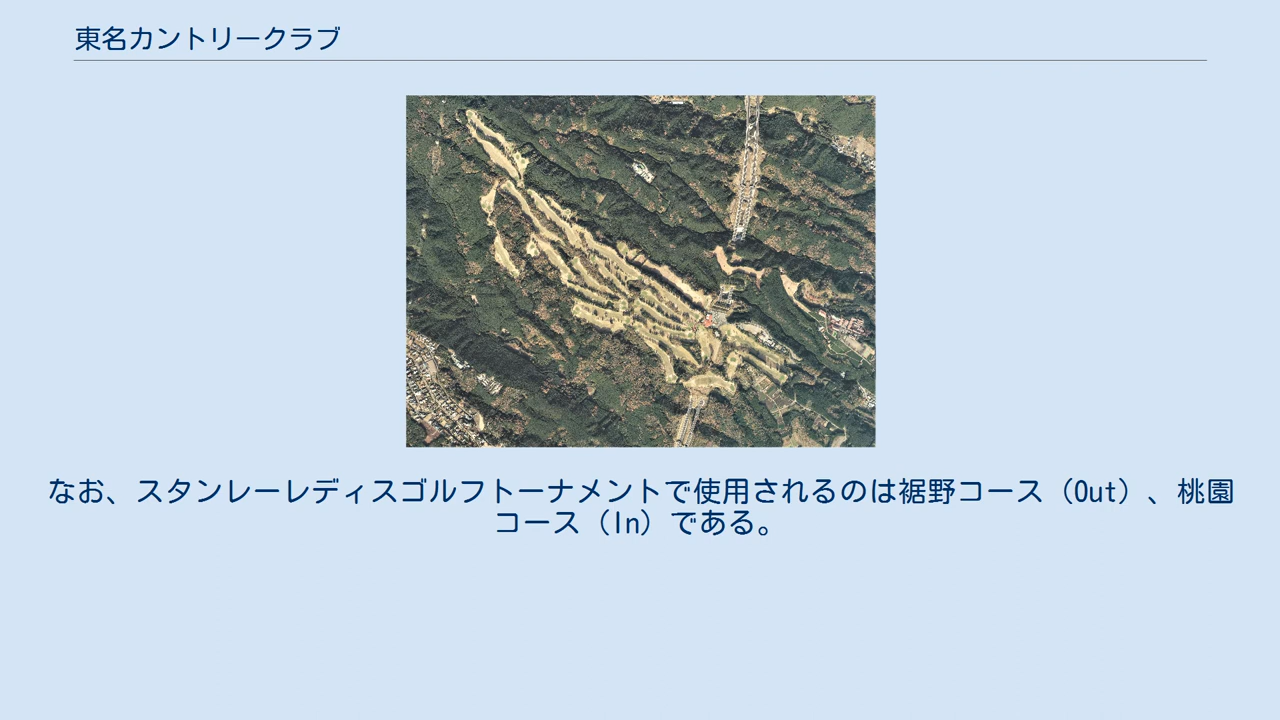 東名カントリークラブ
なお、スタンレーレディスゴルフトーナメントで使用されるのは裾野コース（Out）、桃園
コース（In）である。